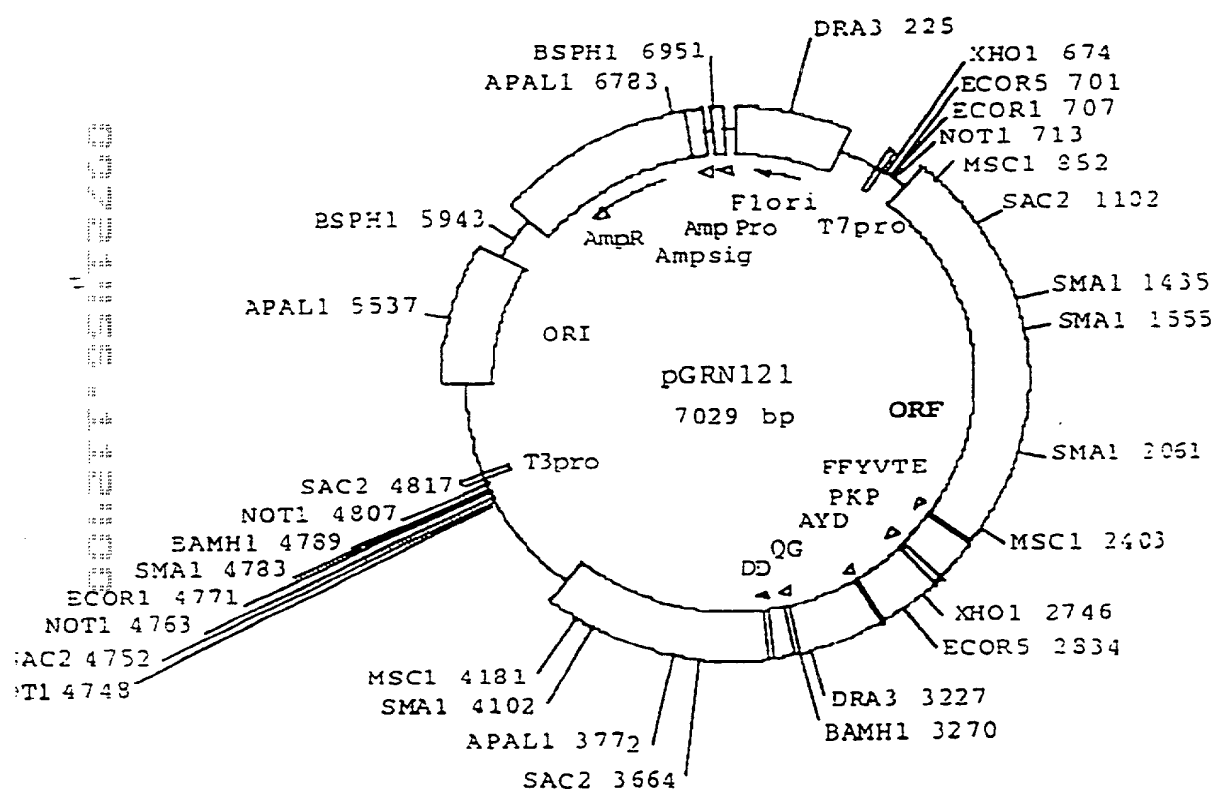 DRA3 225
BSPH1 6951
APAL1 6783
XHO1 674
ECOR5 701
ECOR1 707
NOT1 713
MSC1 852
SAC2 1102
BSPH1 5943
AmpR
Amp Pro
Ampsig
Flori
T7pro
APAL1 5537
ORI
SMA1 1435
SMA1 1555
pGRN121
7029 bp
ORF
SMA1 2061
FFYVTE
PKP
AYD
QG
DD
T3pro
SAC2 4817
NOT1 4807
BAMH1 4789
SMA1 4783
ECOR1 4771
NOT1 4763
AC2 4752
T1 4748
MSC1 2403
XHO1 2746
ECOR5 2834
DRA3 3227
BAMH1 3270
MSC1 4181
SMA1 4102
APAL1 3772
SAC2 3664